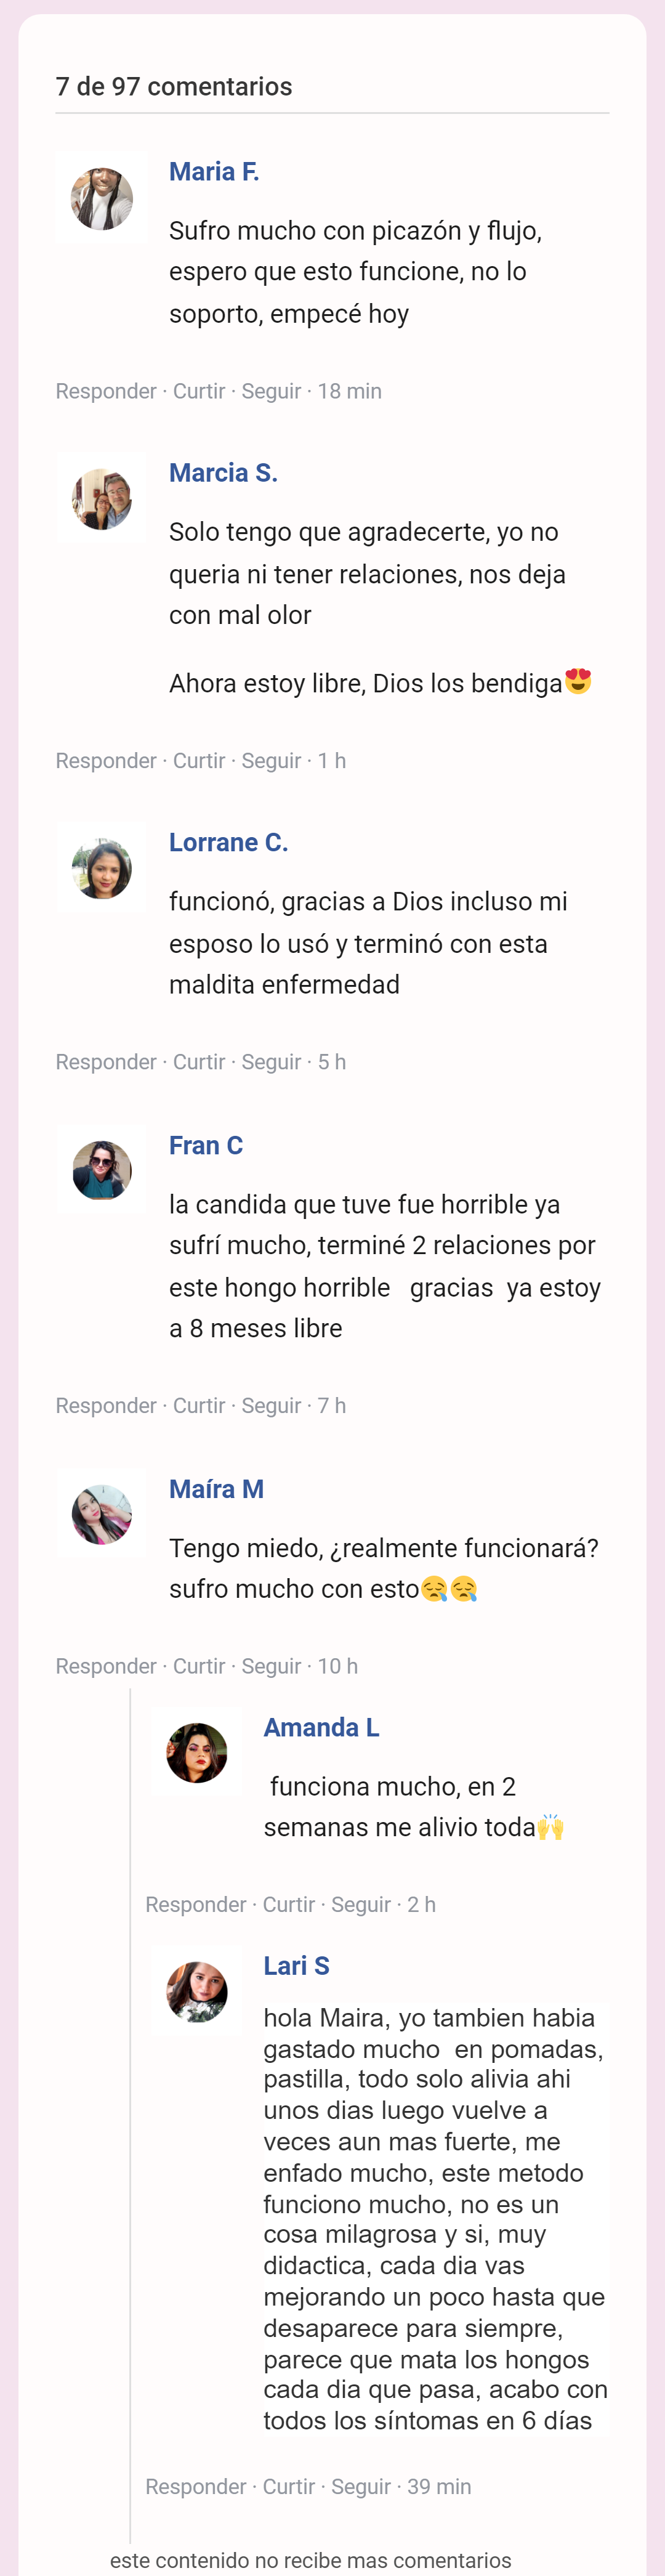 7 de 97 comentarios
Maria F.
Sufro mucho con picazón y flujo,
espero que esto funcione, no lo
soporto, empecé hoy
Responder · Curtir · Seguir · 18 min
Marcia S.
Solo tengo que agradecerte, yo no
queria ni tener relaciones, nos deja
con mal olor
Ahora estoy libre, Dios los bendiga😍
Responder · Curtir · Seguir · 1 h
Lorrane C.
funcionó, gracias a Dios incluso mi
esposo lo usó y terminó con esta
maldita enfermedad
Responder · Curtir · Seguir · 5 h
Fran C
la candida que tuve fue horrible ya
sufrí mucho, terminé 2 relaciones por
este hongo horrible   gracias  ya estoy
a 8 meses libre
Responder · Curtir · Seguir · 7 h
Maíra M
Tengo miedo, ¿realmente funcionará?
sufro mucho con esto😪😪
Responder · Curtir · Seguir · 10 h
Amanda L
funciona mucho, en 2
semanas me alivio toda🙌
Responder · Curtir · Seguir · 2 h
Lari S
hola Maira, yo tambien habia
gastado mucho  en pomadas,
pastilla, todo solo alivia ahi
unos dias luego vuelve a
veces aun mas fuerte, me
enfado mucho, este metodo
funciono mucho, no es un
cosa milagrosa y si, muy
didactica, cada dia vas
mejorando un poco hasta que
desaparece para siempre,
parece que mata los hongos
cada dia que pasa, acabo con
todos los síntomas en 6 días
Responder · Curtir · Seguir · 39 min
este contenido no recibe mas comentarios